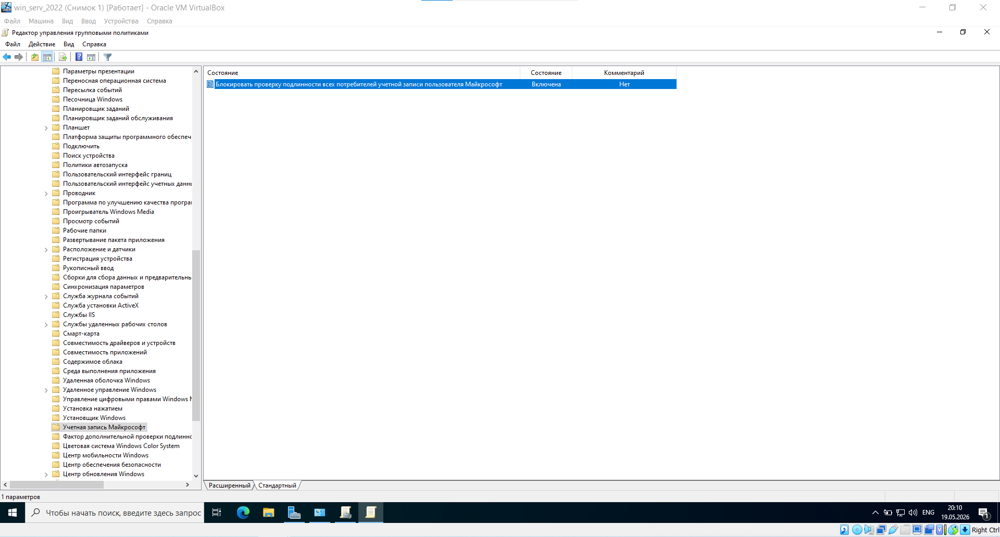 win_serv_2022 (Снимок 1) [Работает] - Oracle VM VirtualBox
Файл Машина Вид Ввод Устройства Справка
Редактор управления групповыми политиками
Файл Действие Вид Справка
Параметры презентации
Переносная операционная система
Пересылка событий
Песочница Windows
Планировщик заданий
Планировщик заданий обслуживания
Планшет
Платформа защиты программного обеспеч
Подключить
Поиск устройства
Политики автозапуска
Пользовательский интерфейс границ
Пользовательский интерфейс учетных данн
Проводник
Программа по улучшению качества програ
Проигрыватель Windows Media
Просмотр событий
Рабочие папки
Развертывание пакета приложения
Расположение и датчики
Регистрация устройства
Рукописный ввод
Сборки для сбора данных и предварительн
Синхронизация параметров
Служба журнала событий
Служба установки ActiveX
Службы IIS
Службы удаленных рабочих столов
Смарт-карта
Совместимость драйверов и устройств
Совместимость приложений
Содержимое облака
Среда выполнения приложения
Удаленная оболочка Windows
Удаленное управление Windows
Управление цифровыми правами Windows
Установка нажатием
Установщик Windows
Учетная запись Майкрософт
Фактор дополнительной проверки подлинно
Цветовая система Windows Color System
Центр мобильности Windows
Центр обеспечения безопасности
Центр обновления Windows
Состояние Состояние Комментарий
Блокировать проверку подлинности всех потребителей учетной записи пользователя Майкрософт Включена Нет
Расширенный Стандартный
1 параметров
Чтобы начать поиск, введите здесь запрос
ENG
20:10
19.05.2026
1
Right Ctrl